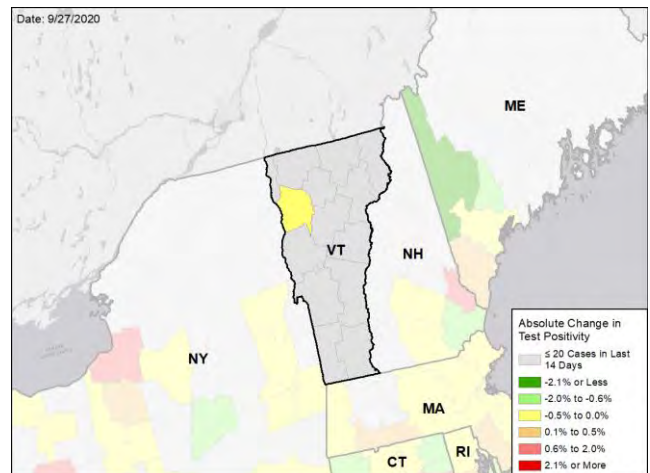 Date: 9/27/2020
ME
VT
NH
NY
MA
CT
RI
Absolute Change in
Test Positivity
≤ 20 Cases in Last
14 Days
-2.1% or Less
-2.0% to -0.6%
-0.5% to 0.0%
0.1% to 0.5%
0.6% to 2.0%
2.1% or More